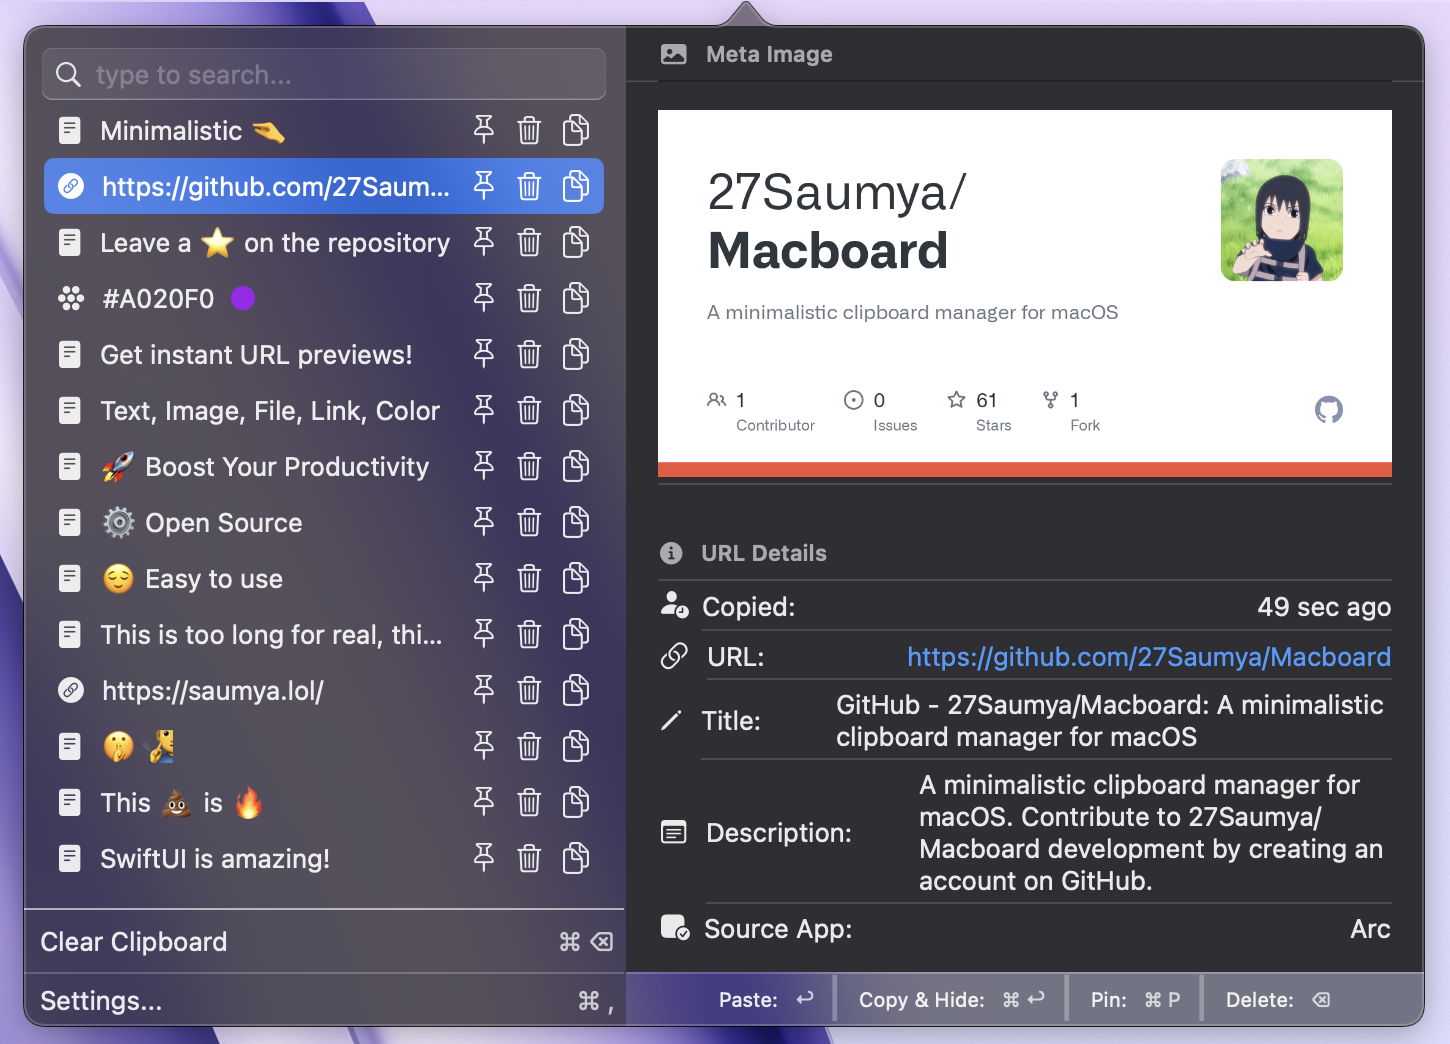 type to search...
Minimalistic 🤏
https://github.com/27Saum...
Leave a ⭐ on the repository
#A020F0
Get instant URL previews!
Text, Image, File, Link, Color
🚀 Boost Your Productivity
⚙️ Open Source
😌 Easy to use
This is too long for real, thi...
https://saumya.lol/
🤫 🧏‍♂️
This 💩 is 🔥
SwiftUI is amazing!
Clear Clipboard ⌘ ⌫
Settings... ⌘ ,
Meta Image
27Saumya/
Macboard
A minimalistic clipboard manager for macOS
1 0 61 1
Contributor Issues Stars Fork
URL Details
Copied: 49 sec ago
URL: https://github.com/27Saumya/Macboard
Title: GitHub - 27Saumya/Macboard: A minimalistic
clipboard manager for macOS
Description: A minimalistic clipboard manager for
macOS. Contribute to 27Saumya/
Macboard development by creating an
account on GitHub.
Source App: Arc
Paste: ↩ Copy & Hide: ⌘ ↩ Pin: ⌘ P Delete: ⌫